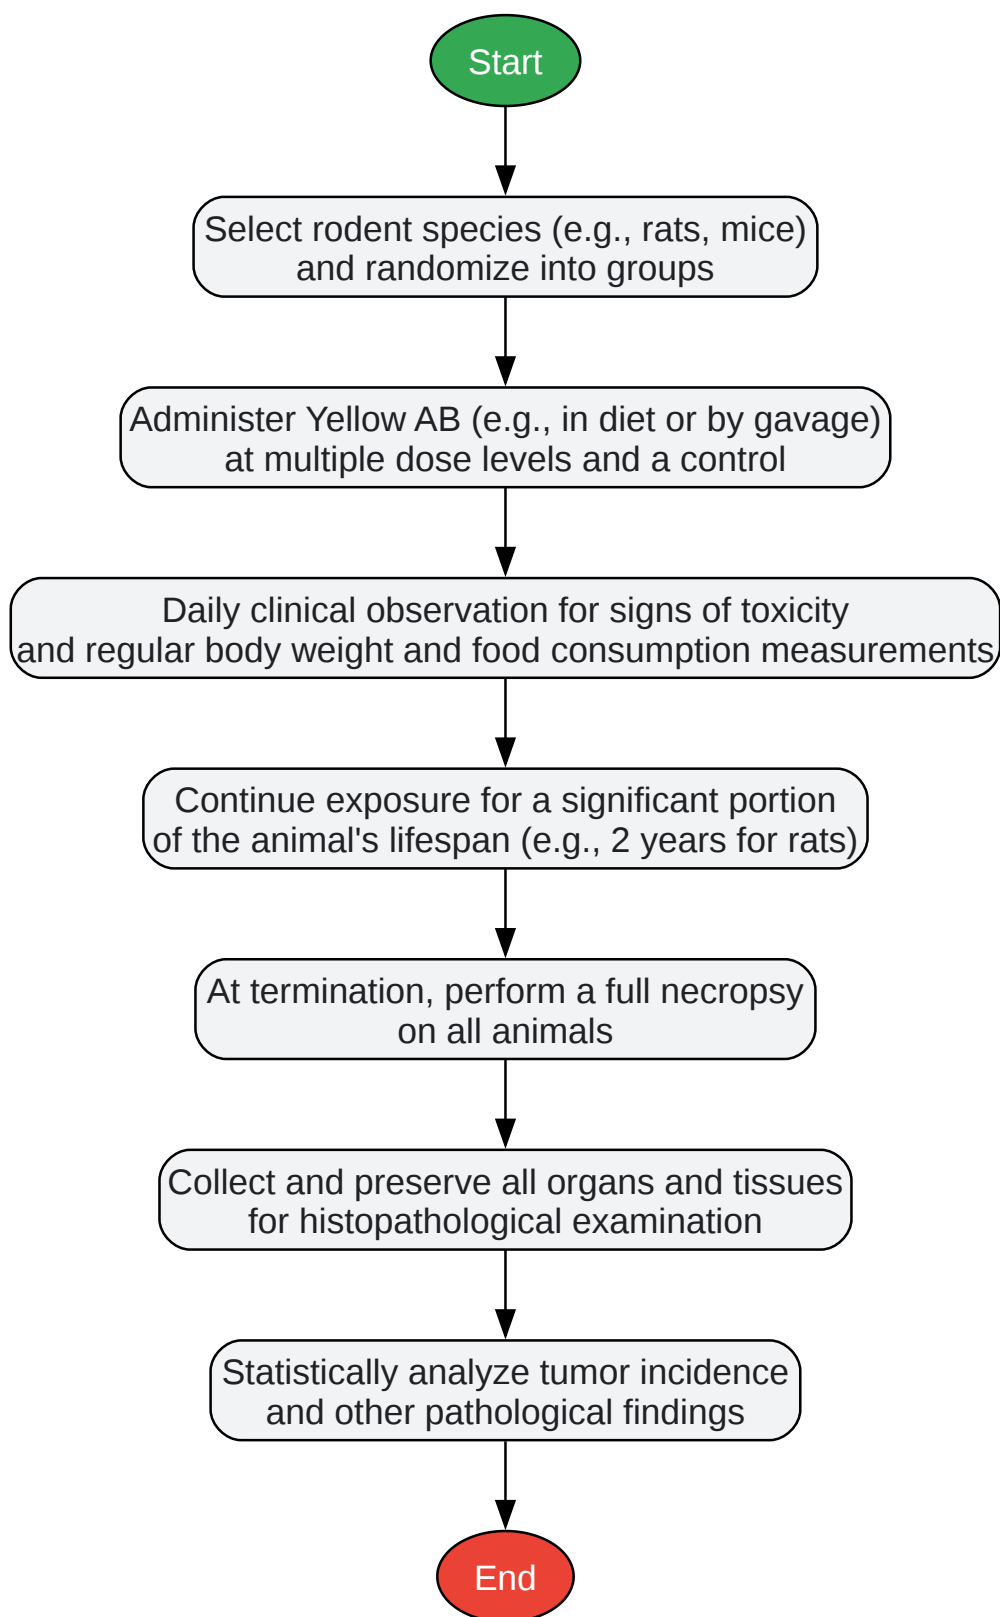 Start
Select rodent species (e.g., rats, mice)
and randomize into groups
Administer Yellow AB (e.g., in diet or by gavage)
at multiple dose levels and a control
Daily clinical observation for signs of toxicity
and regular body weight and food consumption measurements
Continue exposure for a significant portion
of the animal's lifespan (e.g., 2 years for rats)
At termination, perform a full necropsy
on all animals
Collect and preserve all organs and tissues
for histopathological examination
Statistically analyze tumor incidence
and other pathological findings
End